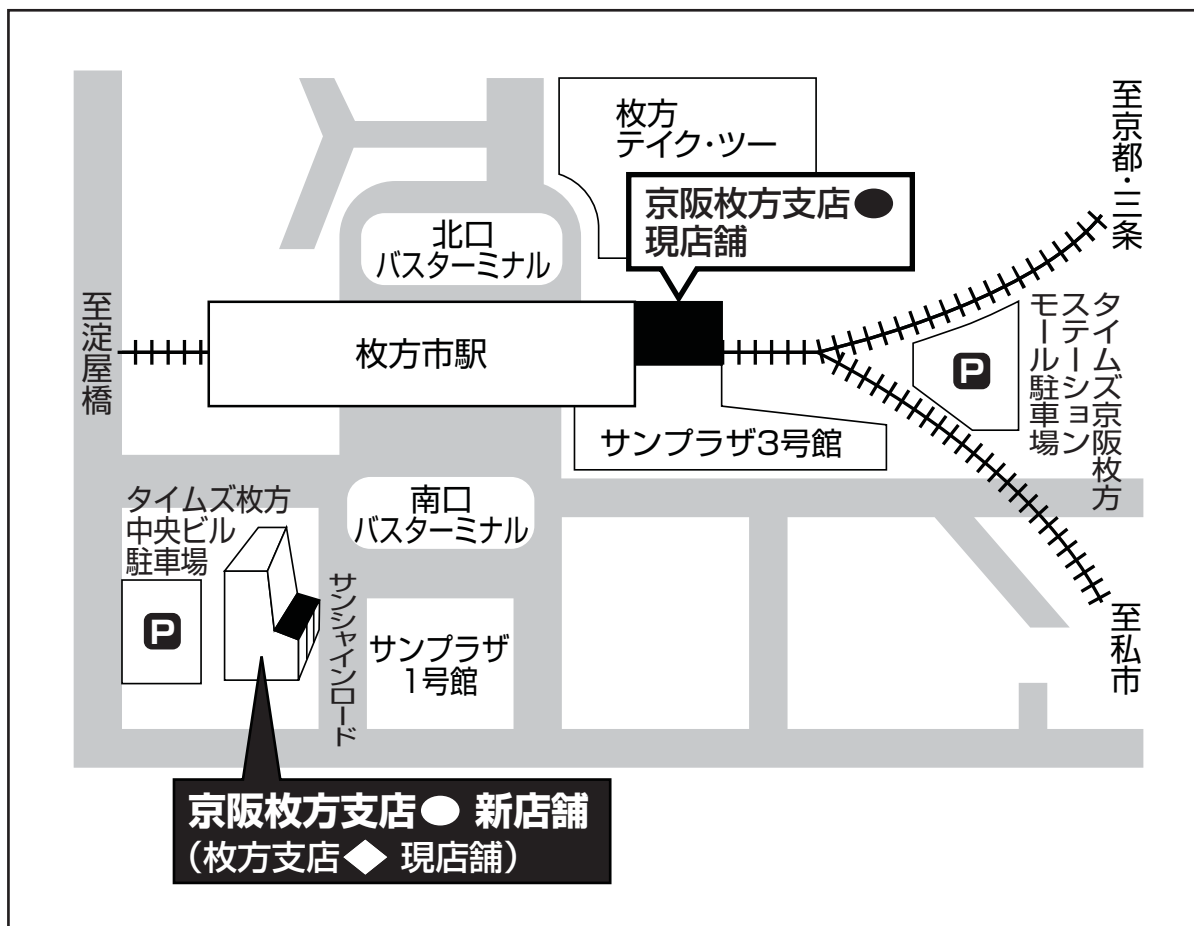 枚方
テイク・ツー
至京都・三条
京阪枚方支店●
現店舗
北口
バスターミナル
至淀屋橋
枚方市駅
タイムズ京阪枚方
ステーション
モール駐車場
P
サンプラザ3号館
南口
バスターミナル
タイムズ枚方
中央ビル
駐車場
P
サンシャインロード
サンプラザ
1号館
至私市
京阪枚方支店● 新店舗
(枚方支店◆ 現店舗)